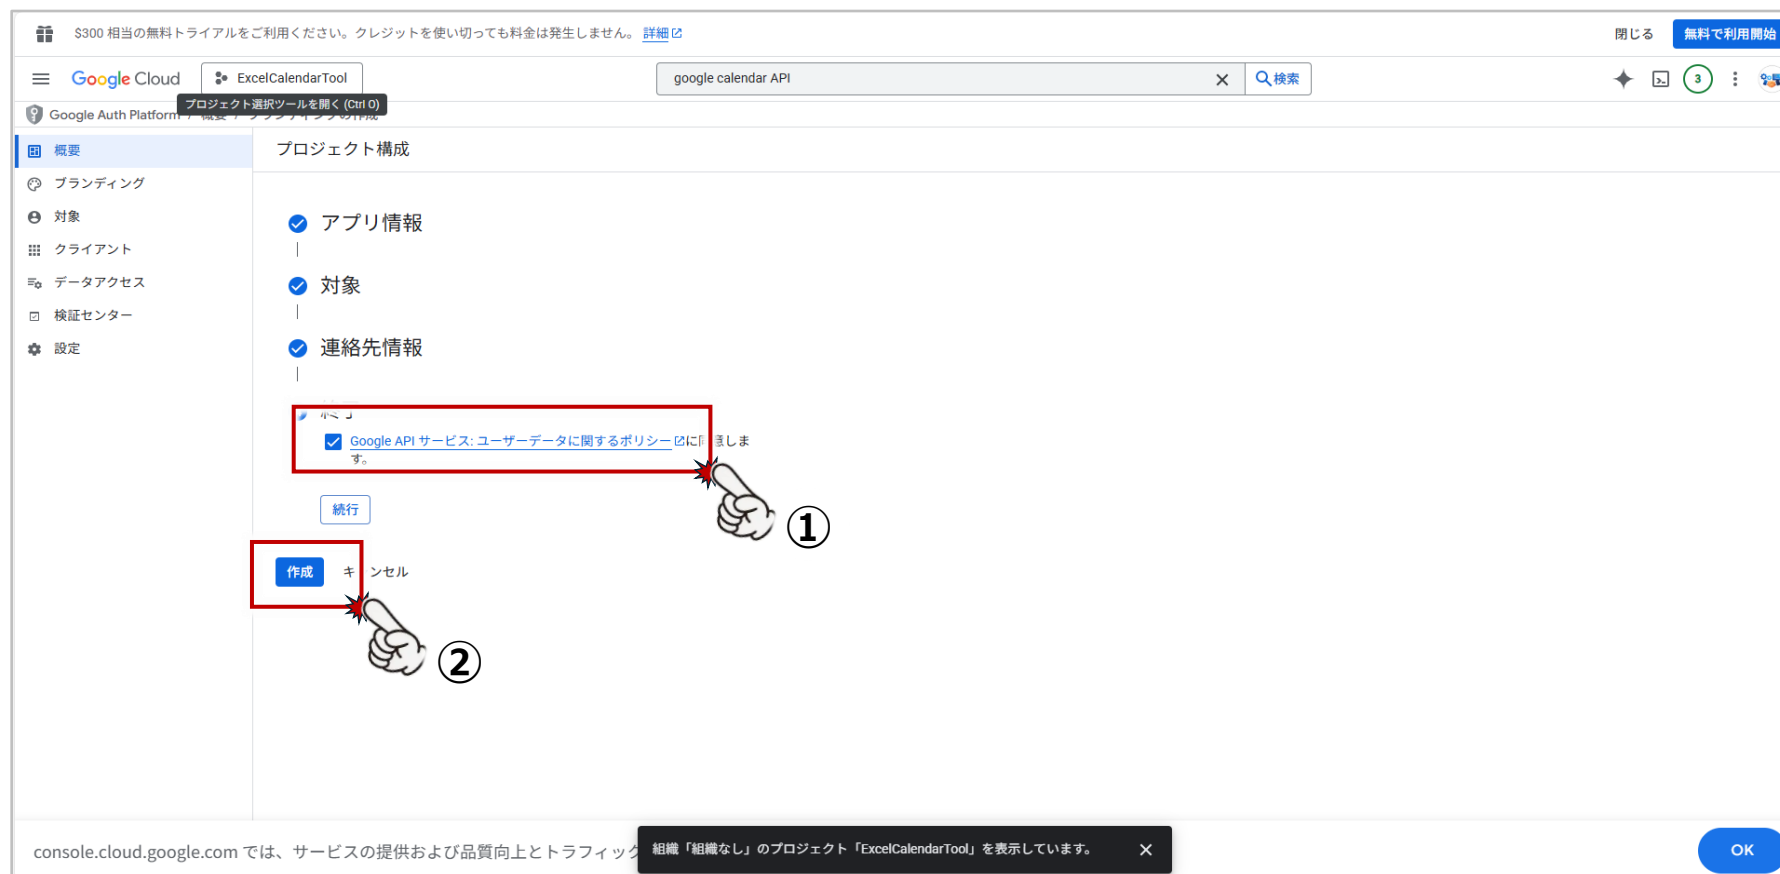 $300 相当の無料トライアルをご利用ください。クレジットを使い切っても料金は発生しません。 詳細
閉じる
無料で利用開始
Google Cloud
ExcelCalendarTool
google calendar API
検索
3
プロジェクト選択ツールを開く (Ctrl O)
Google Auth Platform / 概要 /
概要
ブランディング
対象
クライアント
データアクセス
検証センター
設定
プロジェクト構成
アプリ情報
対象
連絡先情報
終了
Google API サービス: ユーザーデータに関するポリシーに同意しま
す。
続行
①
作成
キャンセル
②
console.cloud.google.com では、サービスの提供および品質向上とトラフィック
組織「組織なし」のプロジェクト「ExcelCalendarTool」を表示しています。
OK